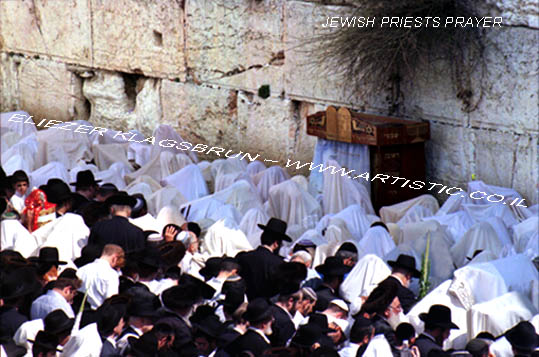 JEWISH PRIESTS PRAYER
ELIEZER KLAGSBRUN -- WWW.ARTISTIC.CO.IL